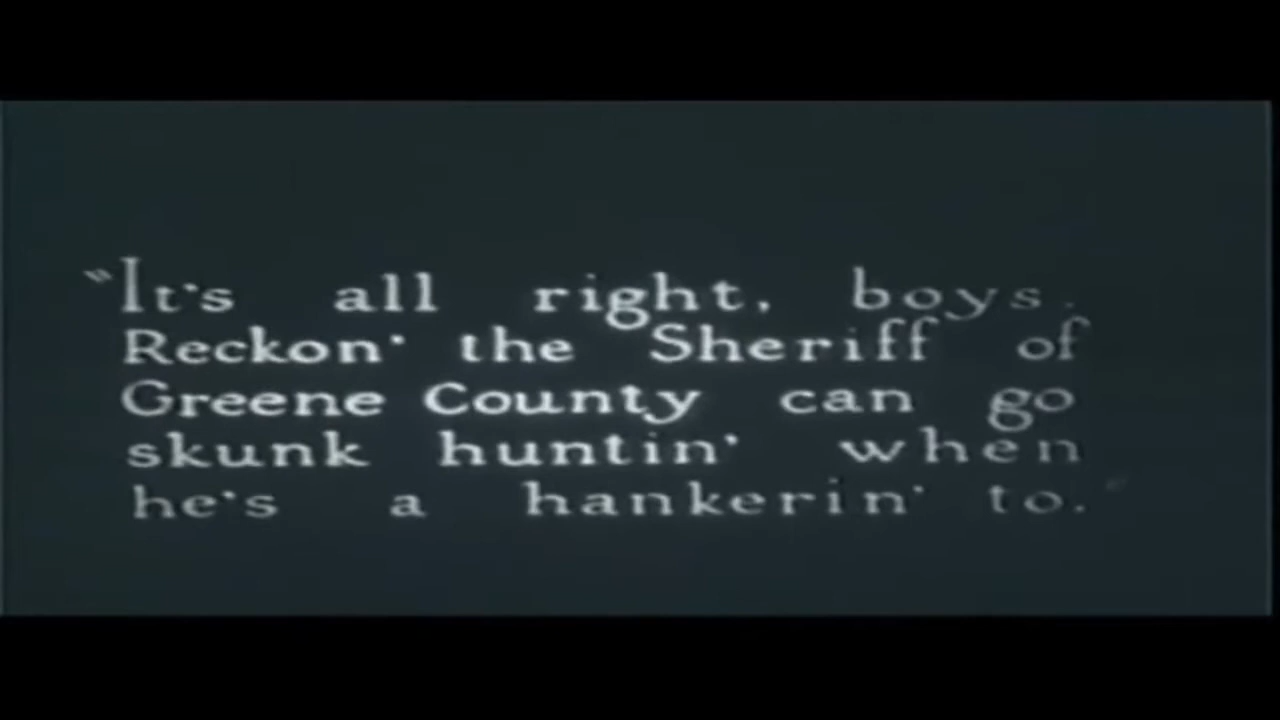 "It's all right, boys.
Reckon' the Sheriff of
Greene County can go
skunk huntin' when
he's a hankerin' to."